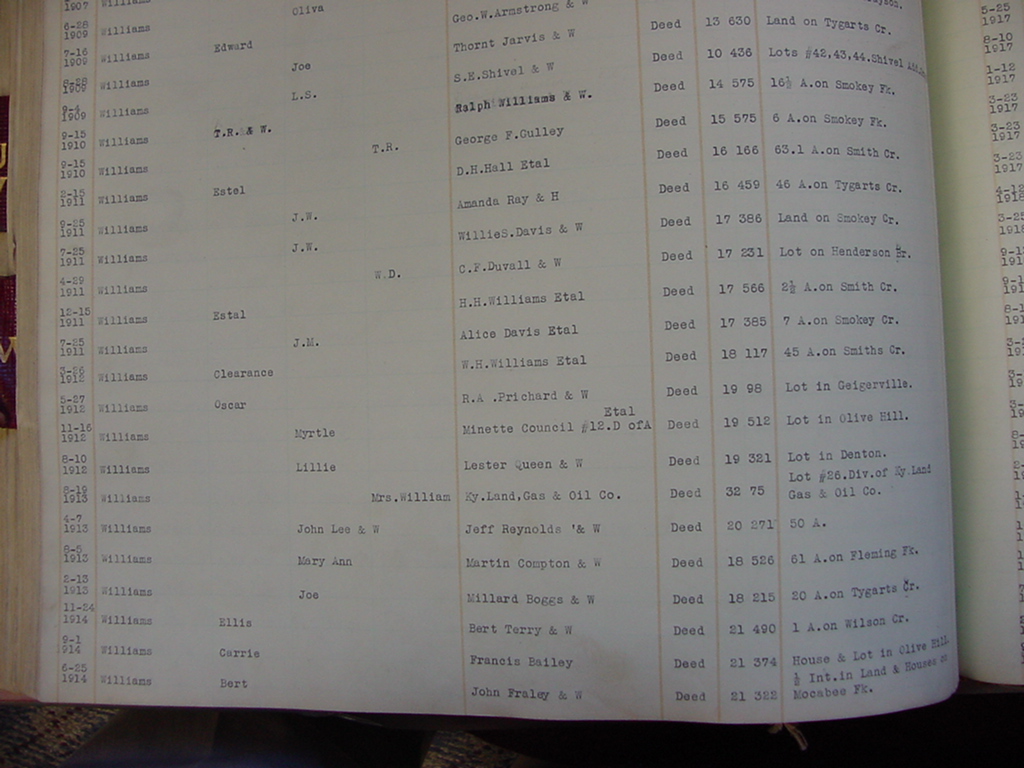 1907 Williams
6-28
1909 Williams Oliva
7-16
1909 Williams Edward Geo.W.Armstrong & W
8-28
1909 Williams Joe Thornt Jarvis & W Deed 13 630 Land on Tygarts Cr.
9-4
1909 Williams L.S. S.E.Shivel & W Deed 10 436 Lots #42,43,44.Shivel
9-15
1910 Williams T.R. & W. Ralph Williams & W. Deed 14 575 16½ A.on Smokey Fk.
9-15
1910 Williams T.R. George F.Gulley Deed 15 575 6 A.on Smokey Fk.
2-15
1911 Williams Estel D.H.Hall Etal Deed 16 166 63.1 A.on Smith Cr.
9-25
1911 Williams J.W. Amanda Ray & H Deed 16 459 46 A.on Tygarts Cr.
7-25
1911 Williams J.W. WillieS.Davis & W Deed 17 386 Land on Smokey Cr.
4-29
1911 Williams W.D. C.F.Duvall & W Deed 17 231 Lot on Henderson Br.
12-15
1911 Williams Estal H.H.Williams Etal Deed 17 566 2½ A.on Smith Cr.
7-25
1911 Williams J.M. Alice Davis Etal Deed 17 385 7 A.on Smokey Cr.
3-26
1912 Williams Clearance W.H.Williams Etal Deed 18 117 45 A.on Smiths Cr.
5-27
1912 Williams Oscar R.A .Prichard & W Deed 19 98 Lot in Geigerville.
Etal
11-16
1912 Williams Myrtle Minette Council #12.D ofA Deed 19 512 Lot in Olive Hill.
8-10
1912 Williams Lillie Lester Queen & W Deed 19 321 Lot in Denton.
Lot #26.Div.of Ky.Land
8-19
1913 Williams Mrs.William Ky.Land,Gas & Oil Co. Deed 32 75 Gas & Oil Co.
4-7
1913 Williams John Lee & W Jeff Reynolds '& W Deed 20 271 50 A.
8-5
1913 Williams Mary Ann Martin Compton & W Deed 18 526 61 A.on Fleming Fk.
2-13
1913 Williams Joe Millard Boggs & W Deed 18 215 20 A.on Tygarts Cr.
11-24
1914 Williams Ellis Bert Terry & W Deed 21 490 1 A.on Wilson Cr.
9-1
914 Williams Carrie Francis Bailey Deed 21 374 House & Lot in Olive Hill.
½ Int.in Land & Houses on
6-25
1914 Williams Bert John Fraley & W Deed 21 322 Mocabee Fk.
5-25
1917
8-10
1917
1-12
1917
3-23
1917
3-23
1917
3-23
1917
4-12
1918
3-25